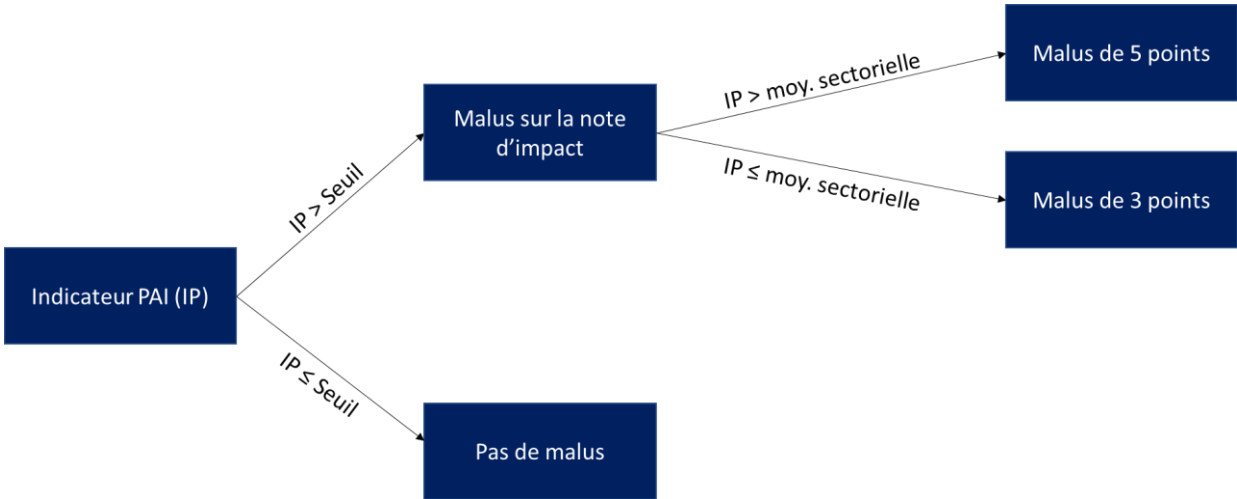 Indicateur PAI (IP)
IP > Seuil
IP ≤ Seuil
Malus sur la note
d’impact
Pas de malus
IP > moy. sectorielle
IP ≤ moy. sectorielle
Malus de 5 points
Malus de 3 points